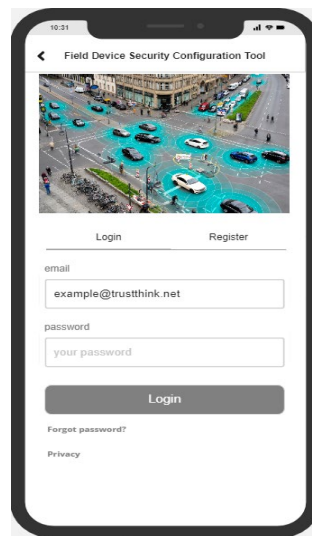 10:31
Field Device Security Configuration Tool
Login Register
email
example@trustthink.net
password
your password
Login
Forgot password?
Privacy